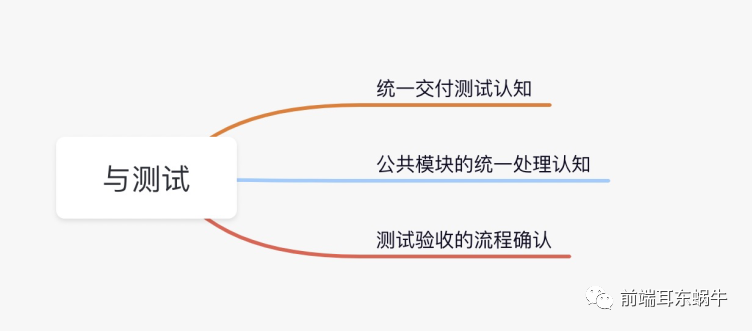 统一交付测试认知
公共模块的统一处理认知
与测试
测试验收的流程确认
前端耳东蜗牛